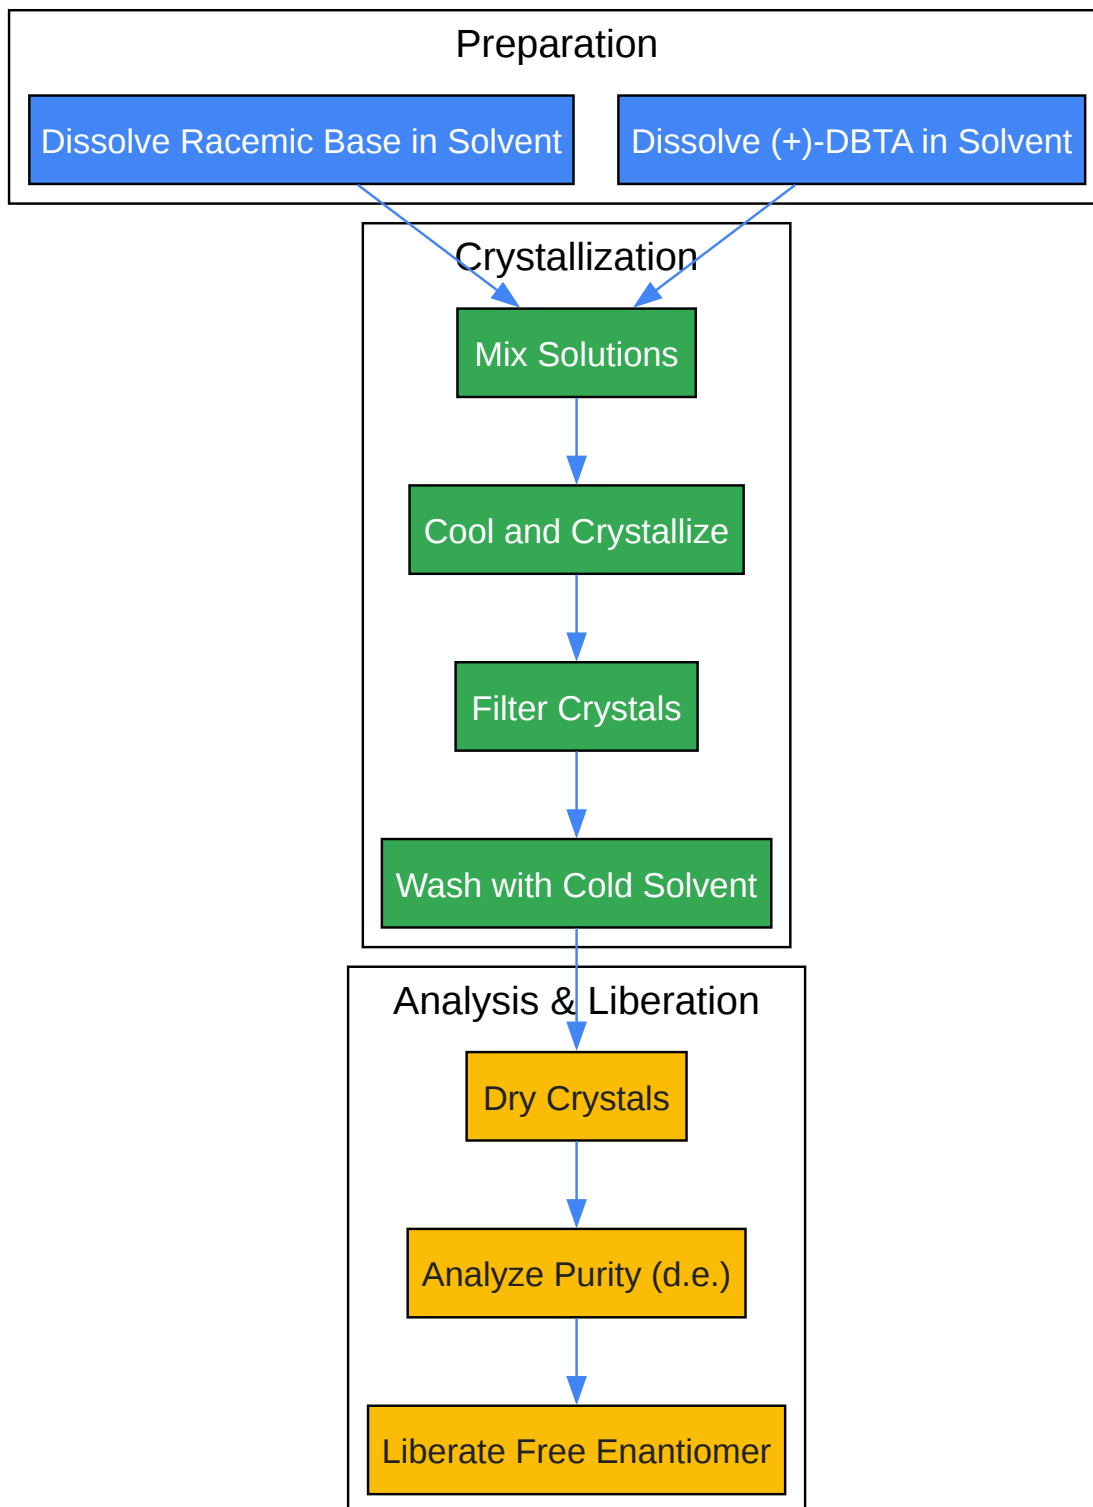 Preparation
Dissolve Racemic Base in Solvent
Dissolve (+)-DBTA in Solvent
Crystallization
Mix Solutions
Cool and Crystallize
Filter Crystals
Wash with Cold Solvent
Analysis & Liberation
Dry Crystals
Analyze Purity (d.e.)
Liberate Free Enantiomer